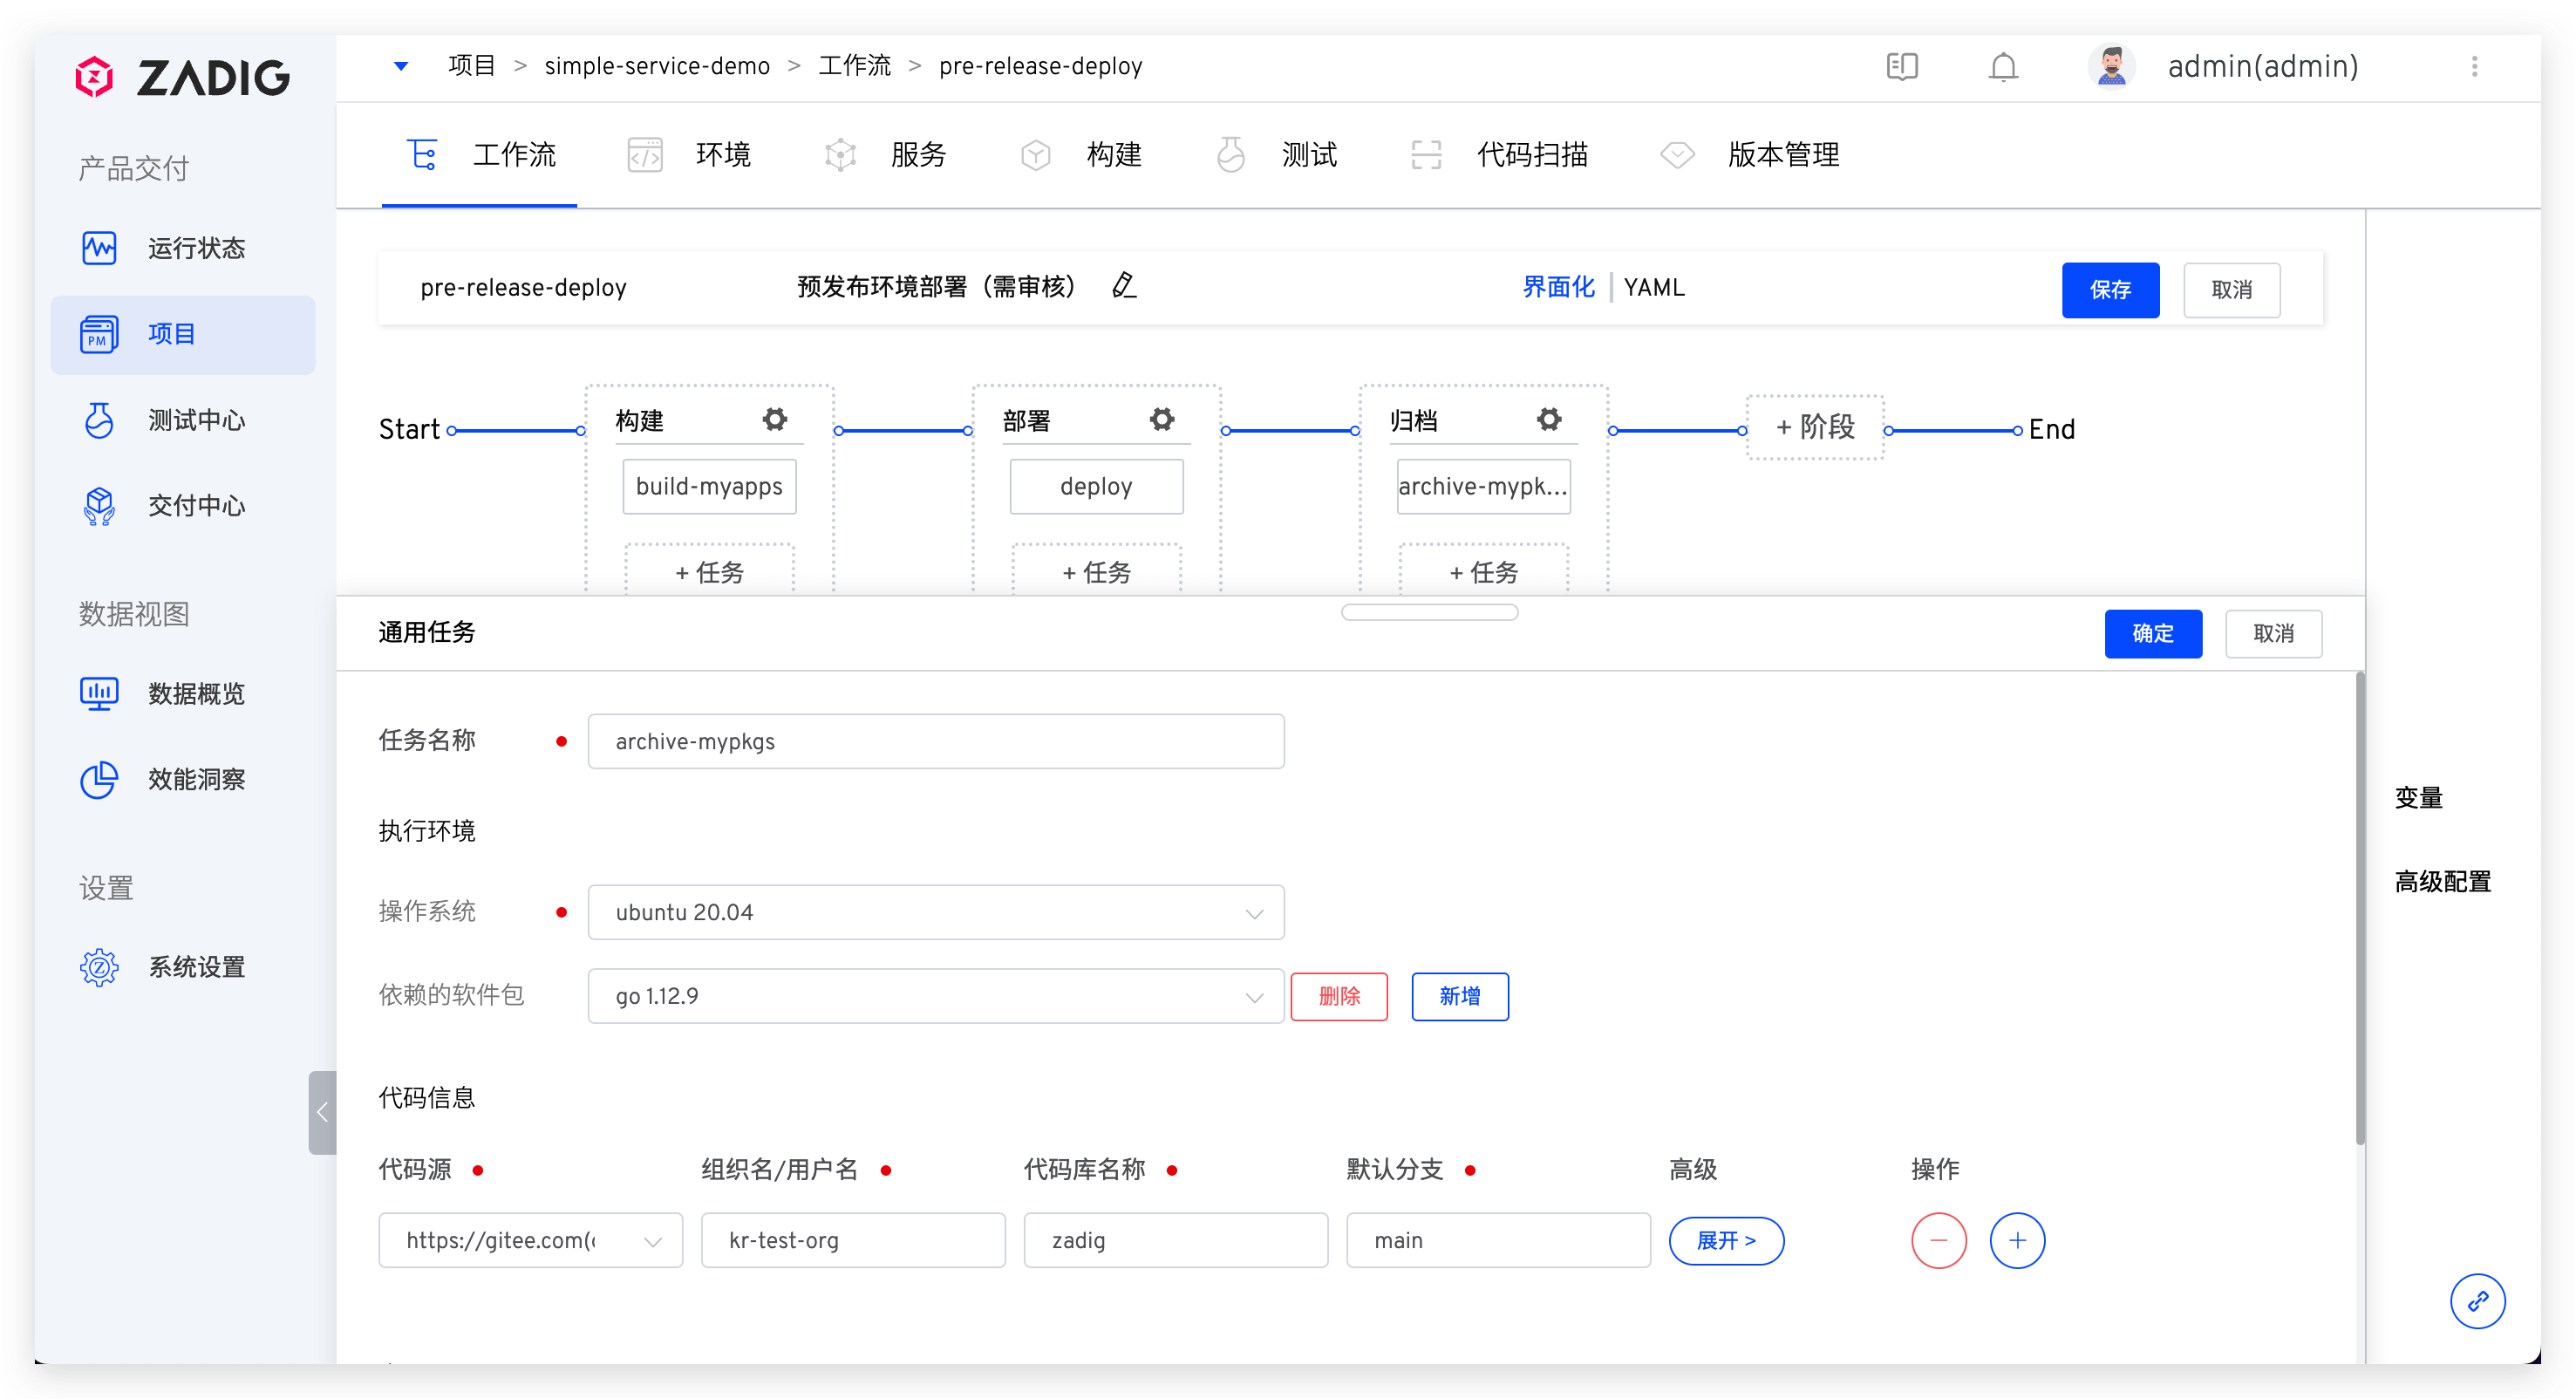 ZADIG
产品交付
运行状态
PM
项目
测试中心
交付中心
数据视图
数据概览
效能洞察
设置
系统设置
项目 > simple-service-demo > 工作流 > pre-release-deploy
admin(admin)
工作流 环境 服务 构建 测试 代码扫描 版本管理
pre-release-deploy 预发布环境部署（需审核） 界面化 YAML 保存 取消
Start 构建 部署 归档 + 阶段 End
build-myapps deploy archive-mypk...
+ 任务 + 任务 + 任务
通用任务 确定 取消
任务名称 archive-mypkgs
执行环境
操作系统 ubuntu 20.04
依赖的软件包 go 1.12.9 删除 新增
代码信息
代码源 组织名/用户名 代码库名称 默认分支 高级 操作
https://gitee.com( kr-test-org zadig main 展开 >
变量
高级配置